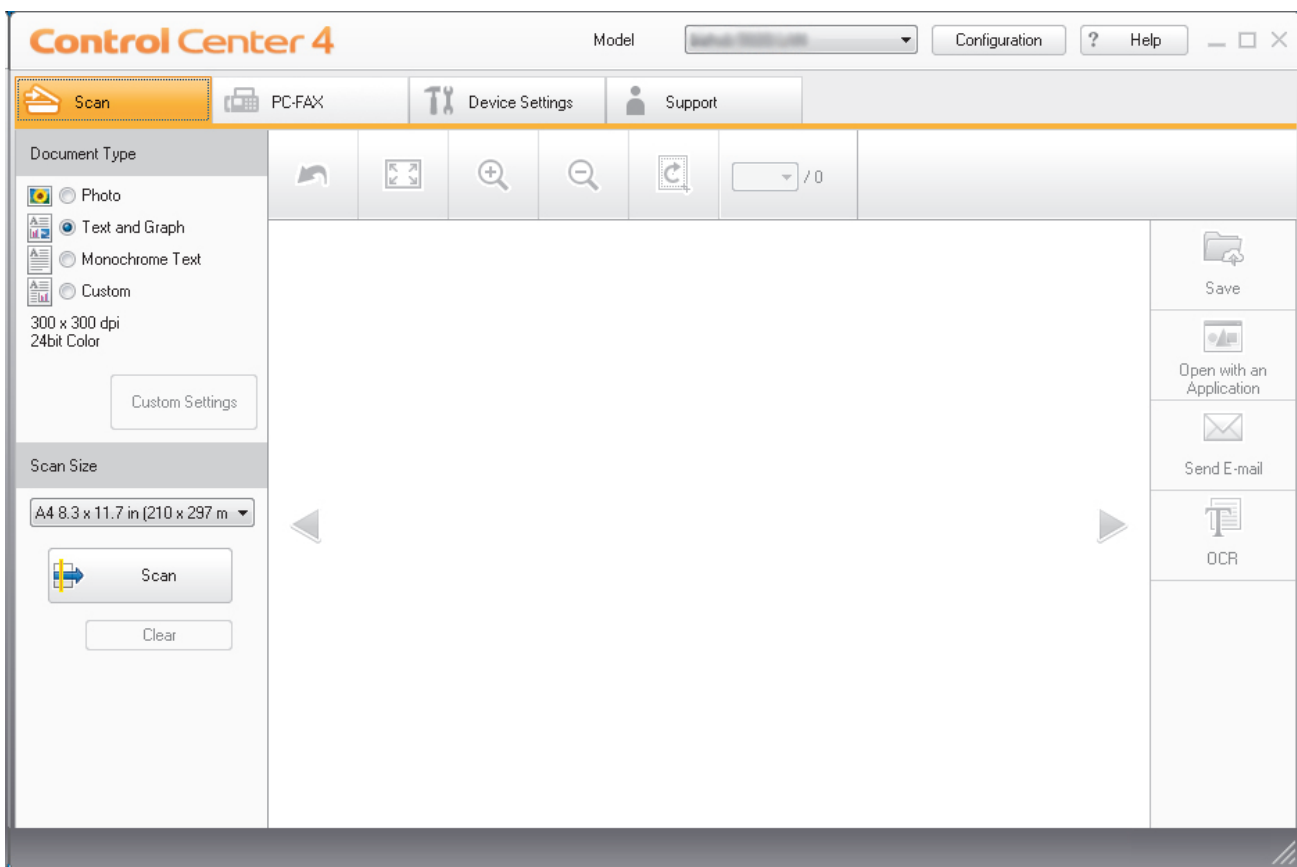 Control Center 4
Model
Configuration
? Help
Scan
PC-FAX
Device Settings
Support
Document Type
Photo
Text and Graph
Monochrome Text
Custom
300 x 300 dpi
24bit Color
Custom Settings
/ 0
Scan Size
A4 8.3 x 11.7 in (210 x 297 m
Scan
Clear
Save
Open with an
Application
Send E-mail
OCR